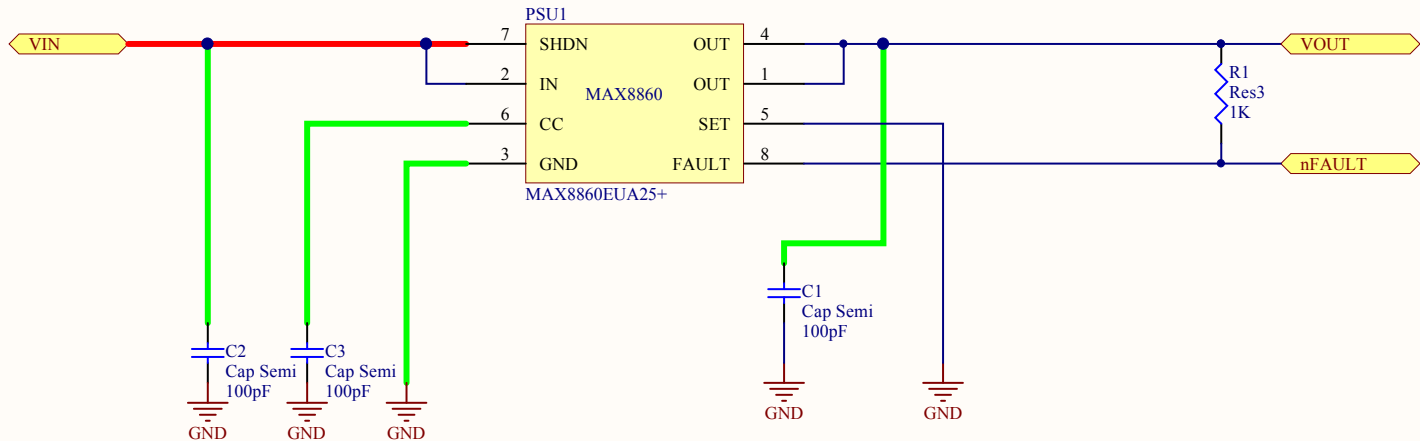 PSU1
VIN
7
SHDN
OUT
4
VOUT
2
IN
OUT
1
MAX8860
R1
Res3
1K
6
CC
SET
5
3
GND
FAULT
8
nFAULT
MAX8860EUA25+
C1
Cap Semi
100pF
C2
Cap Semi
100pF
C3
Cap Semi
100pF
GND
GND
GND
GND
GND